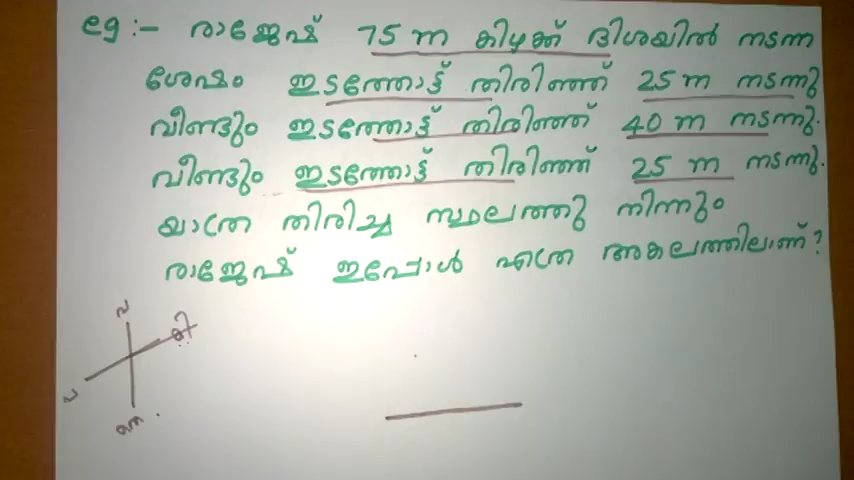 eg :- രാജേഷ് 75 m കിഴക്ക് ദിശയിൽ നടന്ന
ശേഷം ഇടത്തോട്ട് തിരിഞ്ഞ് 25 m നടന്നു
വീണ്ടും ഇടത്തോട്ട് തിരിഞ്ഞ് 40 m നടന്നു.
വീണ്ടും ഇടത്തോട്ട് തിരിഞ്ഞ് 25 m നടന്നു.
യാത്ര തിരിച്ച സ്ഥലത്തു നിന്നും
രാജേഷ് ഇപ്പോൾ എത്ര അകലത്തിലാണ്?
വ
കി